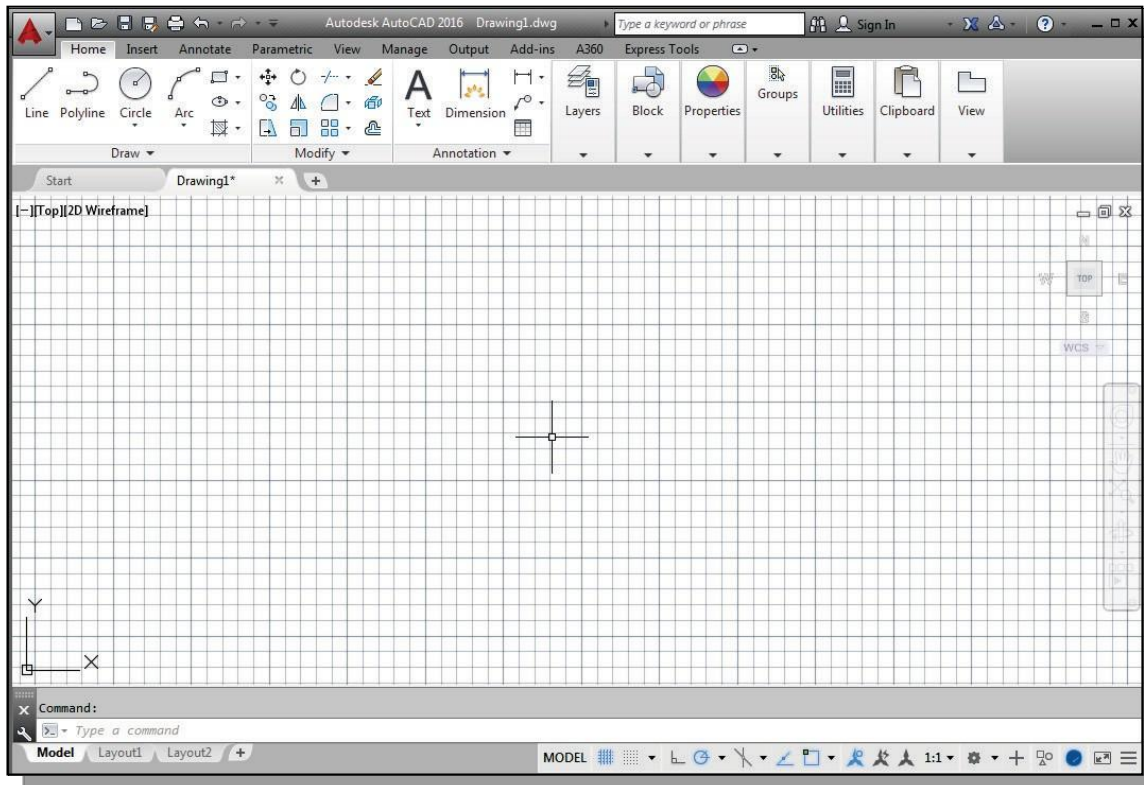 Autodesk AutoCAD 2016 Drawing1.dwg Type a keyword or phrase Sign In
Home Insert Annotate Parametric View Manage Output Add-ins A360 Express Tools
Line Polyline Circle Arc Text Dimension Layers Block Properties Groups Utilities Clipboard View
Draw Modify Annotation
Start Drawing1* +
[−][Top][2D Wireframe]
N
W TOP E
S
WCS
Y
X
Command:
Type a command
Model Layout1 Layout2 + MODEL 1:1